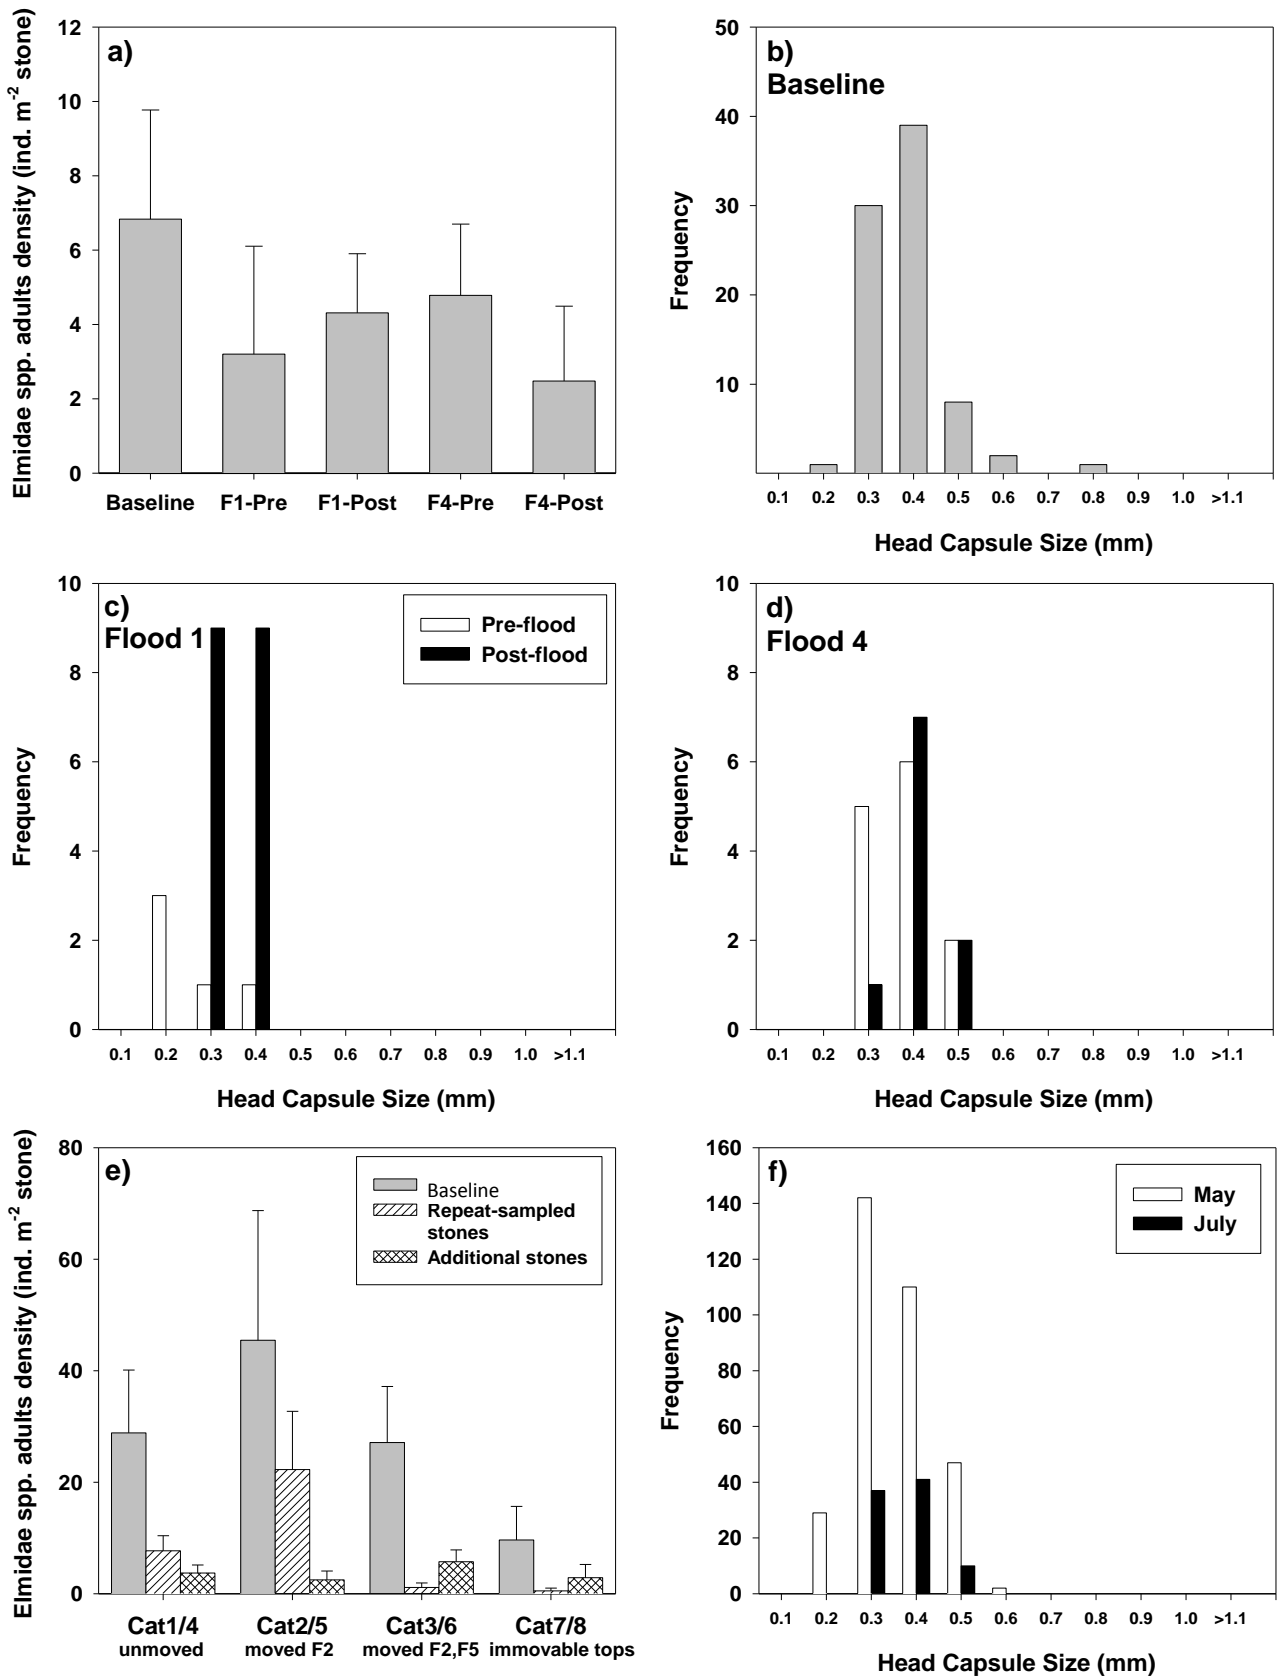 a)
Elmidae spp. adults density (ind. m-2 stone)
12
10
8
6
4
2
0
Baseline F1-Pre F1-Post F4-Pre F4-Post
b)
Baseline
Frequency
50
40
30
20
10
0.1 0.2 0.3 0.4 0.5 0.6 0.7 0.8 0.9 1.0 >1.1
Head Capsule Size (mm)
c)
Flood 1
Pre-flood
Post-flood
Frequency
10
8
6
4
2
0
0.1 0.2 0.3 0.4 0.5 0.6 0.7 0.8 0.9 1.0 >1.1
Head Capsule Size (mm)
d)
Flood 4
Frequency
10
8
6
4
2
0
0.1 0.2 0.3 0.4 0.5 0.6 0.7 0.8 0.9 1.0 >1.1
Head Capsule Size (mm)
e)
Baseline
Repeat-sampled
stones
Additional stones
Elmidae spp. adults density (ind. m-2 stone)
80
60
40
20
0
Cat1/4 Cat2/5 Cat3/6 Cat7/8
unmoved moved F2 moved F2,F5 immovable tops
f)
May
July
Frequency
160
140
120
100
80
60
40
20
0
0.1 0.2 0.3 0.4 0.5 0.6 0.7 0.8 0.9 1.0 >1.1
Head Capsule Size (mm)